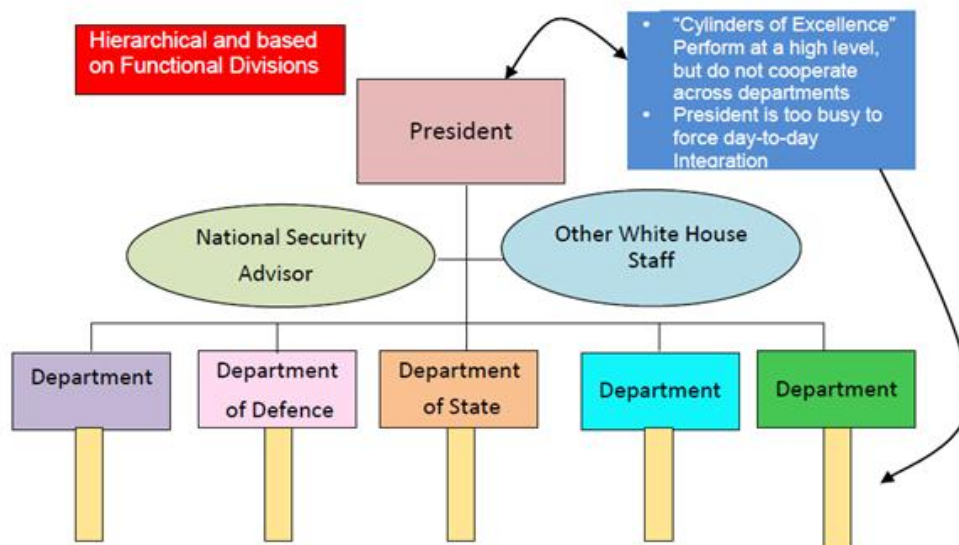 Hierarchical and based
on Functional Divisions
• “Cylinders of Excellence”
Perform at a high level,
but do not cooperate
across departments
• President is too busy to
force day-to-day
Integration
President
National Security
Advisor
Other White House
Staff
Department
Department
of Defence
Department
of State
Department
Department